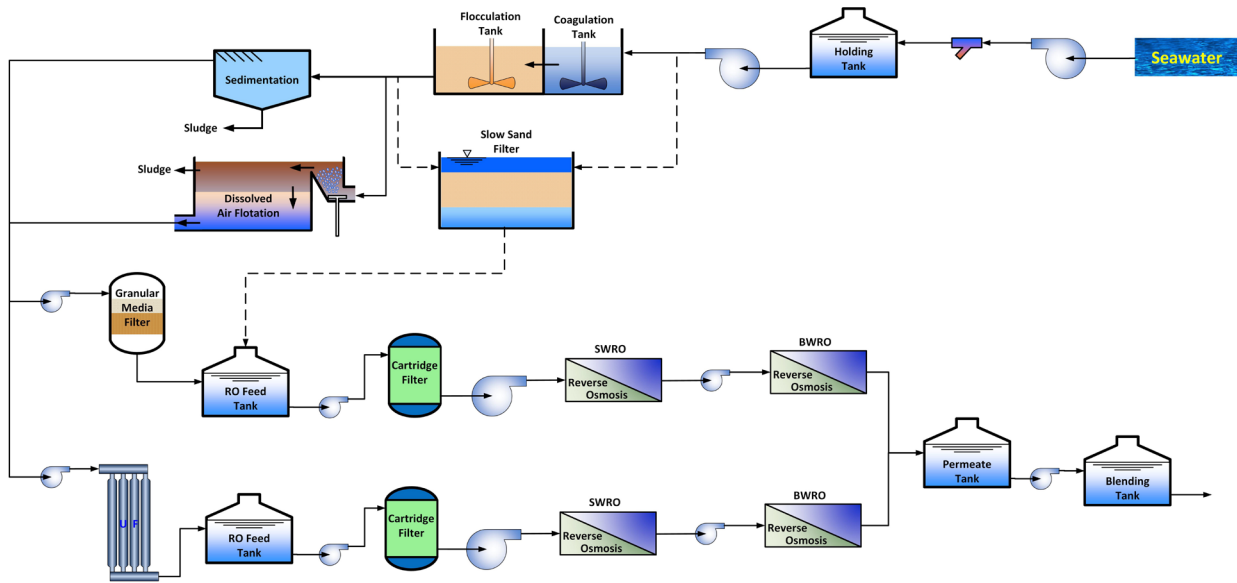 Flocculation
Tank
Coagulation
Tank
Holding
Tank
Seawater
Sedimentation
Sludge
Slow Sand
Filter
Sludge
Dissolved
Air Flotation
Granular
Media
Filter
RO Feed
Tank
Cartridge
Filter
SWRO
Reverse
Osmosis
BWRO
Reverse
Osmosis
Permeate
Tank
Blending
Tank
U F
RO Feed
Tank
Cartridge
Filter
SWRO
Reverse
Osmosis
BWRO
Reverse
Osmosis